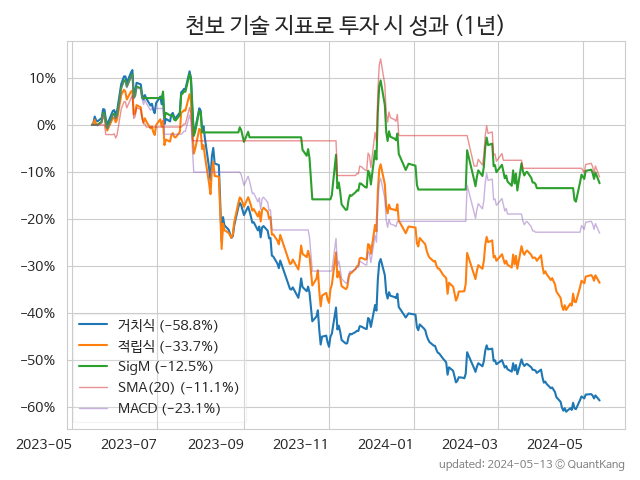 천보 기술 지표로 투자 시 성과 (1년)
10%
0%
−10%
−20%
−30%
−40%
−50%
−60%
거치식 (−58.8%)
적립식 (−33.7%)
SigM (−12.5%)
SMA(20) (−11.1%)
MACD (−23.1%)
2023−05 2023−07 2023−09 2023−11 2024−01 2024−03 2024−05
updated: 2024−05−13 © QuantKang